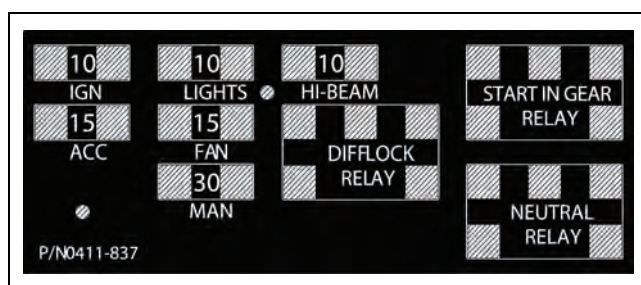 10 10 10
IGN LIGHTS HI-BEAM START IN GEAR
RELAY
15 15
ACC FAN DIFFLOCK
RELAY
30
MAN NEUTRAL
RELAY
P/N0411-837